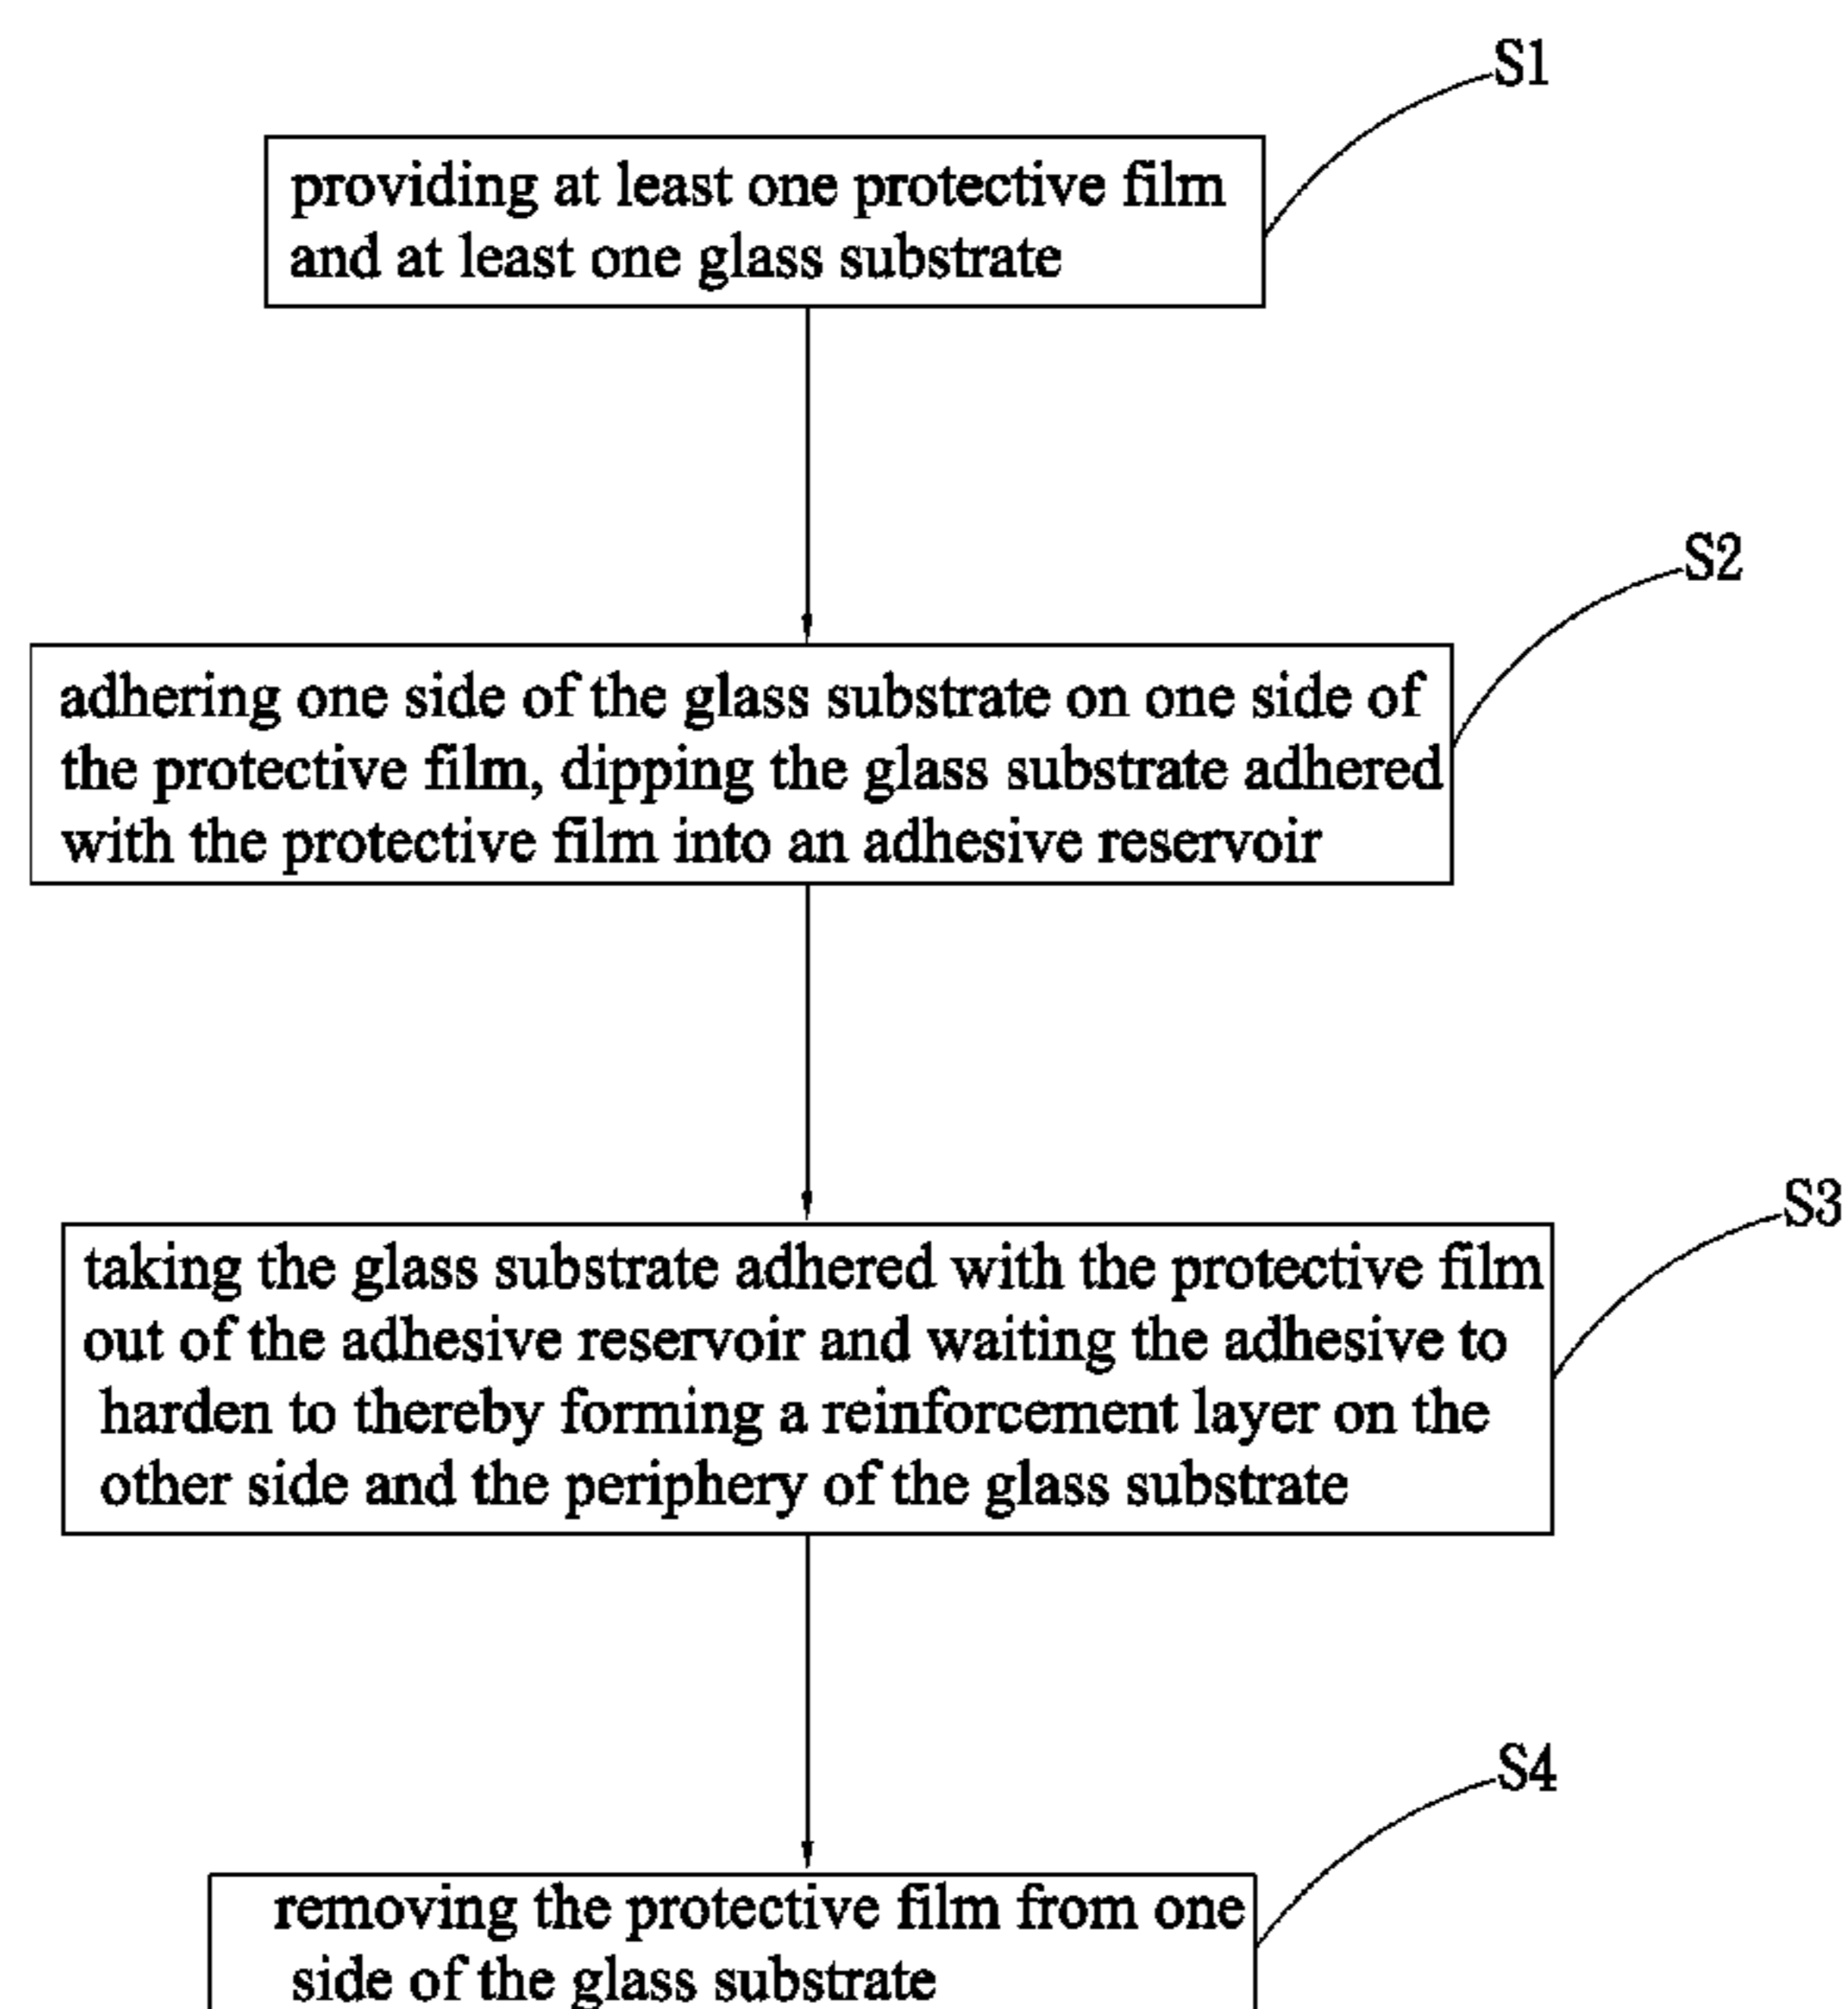 S1
providing at least one protective film
and at least one glass substrate
S2
adhering one side of the glass substrate on one side of
the protective film, dipping the glass substrate adhered
with the protective film into an adhesive reservoir
S3
taking the glass substrate adhered with the protective film
out of the adhesive reservoir and waiting the adhesive to
harden to thereby forming a reinforcement layer on the
other side and the periphery of the glass substrate
S4
removing the protective film from one
side of the glass substrate